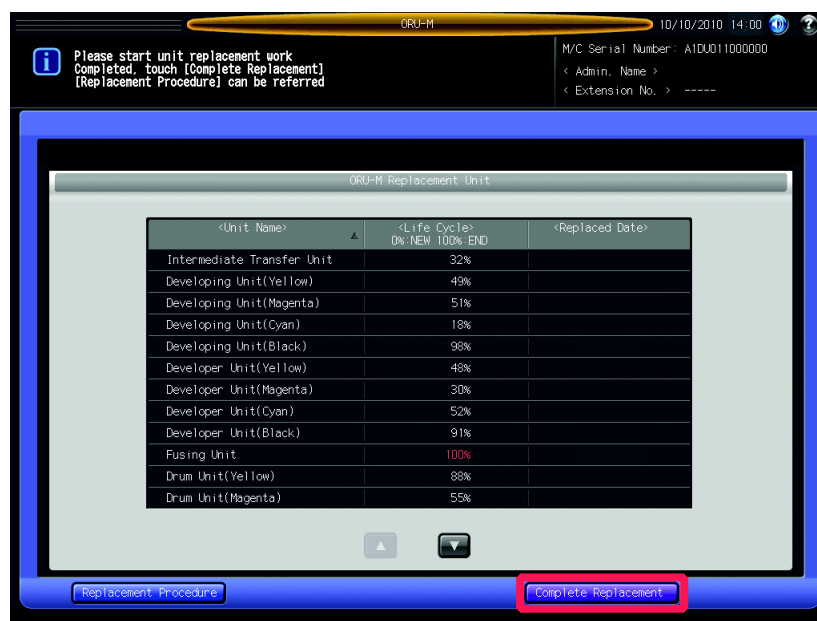 ORU-M
10/10/2010 14:00
Please start unit replacement work
Completed, touch [Complete Replacement]
[Replacement Procedure] can be referred
M/C Serial Number: A1DU011000000
< Admin. Name >
< Extension No. > -----
ORU-M Replacement Unit
<Unit Name> <Life Cycle> <Replaced Date>
0%:NEW 100%:END
Intermediate Transfer Unit 32%
Developing Unit(Yellow) 49%
Developing Unit(Magenta) 51%
Developing Unit(Cyan) 18%
Developing Unit(Black) 98%
Developer Unit(Yellow) 48%
Developer Unit(Magenta) 30%
Developer Unit(Cyan) 52%
Developer Unit(Black) 91%
Fusing Unit 100%
Drum Unit(Yellow) 88%
Drum Unit(Magenta) 55%
Replacement Procedure
Complete Replacement